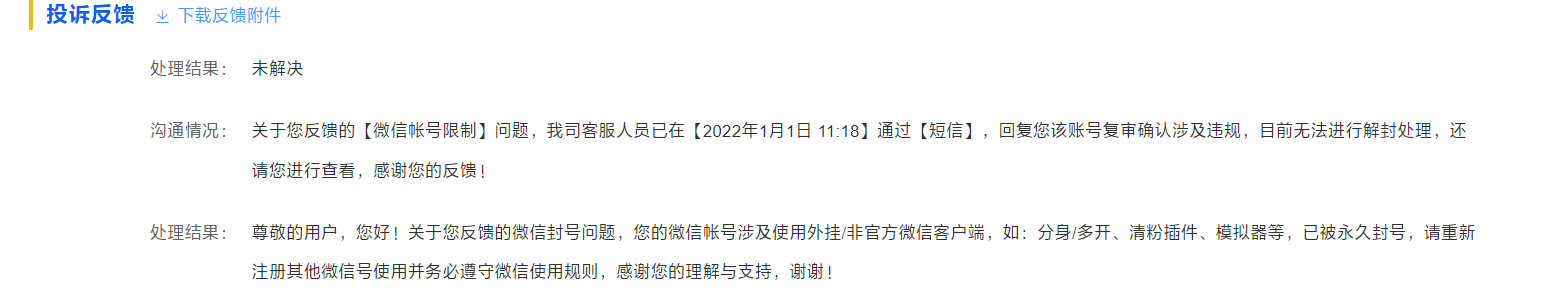 投诉反馈 下载反馈附件
处理结果： 未解决
沟通情况： 关于您反馈的【微信帐号限制】问题，我司客服人员已在【2022年1月1日 11:18】通过【短信】，回复您该账号复审确认涉及违规，目前无法进行解封处理，还
请您进行查看，感谢您的反馈！
处理结果： 尊敬的用户，您好！关于您反馈的微信封号问题，您的微信帐号涉及使用外挂/非官方微信客户端，如：分身/多开、清粉插件、模拟器等，已被永久封号，请重新
注册其他微信号使用并务必遵守微信使用规则，感谢您的理解与支持，谢谢！